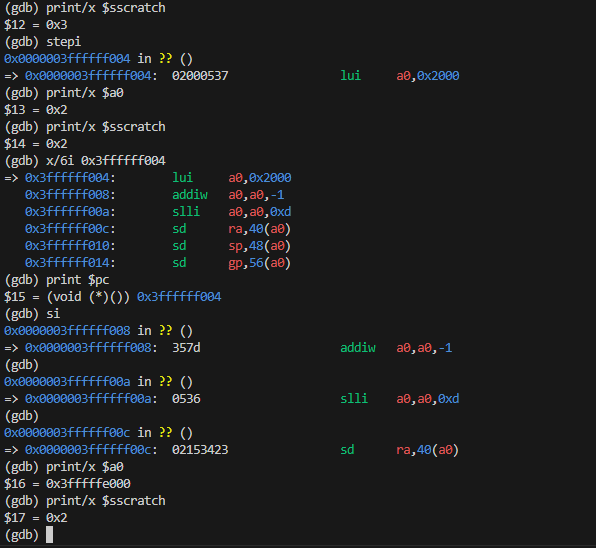 (gdb) print/x $sscratch
$12 = 0x3
(gdb) stepi
0x0000003ffffff004 in ?? ()
=> 0x0000003ffffff004: 02000537 lui a0,0x2000
(gdb) print/x $a0
$13 = 0x2
(gdb) print/x $sscratch
$14 = 0x2
(gdb) x/6i 0x3ffffff004
=> 0x3ffffff004: lui a0,0x2000
0x3ffffff008: addiw a0,a0,-1
0x3ffffff00a: slli a0,a0,0xd
0x3ffffff00c: sd ra,40(a0)
0x3ffffff010: sd sp,48(a0)
0x3ffffff014: sd gp,56(a0)
(gdb) print $pc
$15 = (void (*)()) 0x3ffffff004
(gdb) si
0x0000003ffffff008 in ?? ()
=> 0x0000003ffffff008: 357d addiw a0,a0,-1
(gdb)
0x0000003ffffff00a in ?? ()
=> 0x0000003ffffff00a: 0536 slli a0,a0,0xd
(gdb)
0x0000003ffffff00c in ?? ()
=> 0x0000003ffffff00c: 02153423 sd ra,40(a0)
(gdb) print/x $a0
$16 = 0x3fffffe000
(gdb) print/x $sscratch
$17 = 0x2
(gdb)